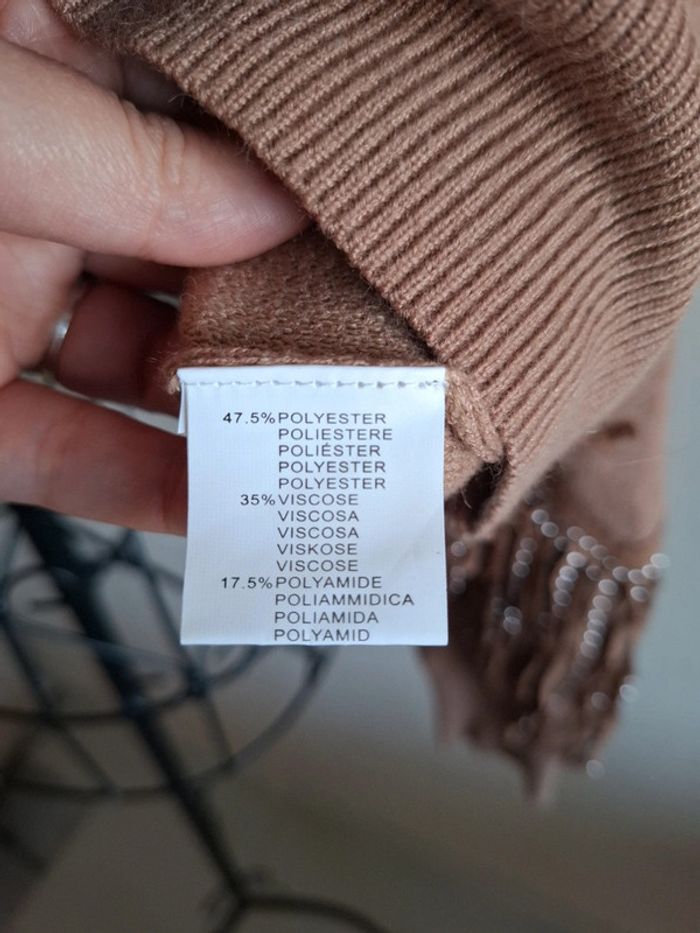 47.5%POLYESTER
POLIESTERE
POLIÉSTER
POLYESTER
POLYESTER
35%VISCOSE
VISCOSA
VISCOSA
VISKOSE
VISCOSE
17.5%POLYAMIDE
POLIAMMIDICA
POLIAMIDA
POLYAMID